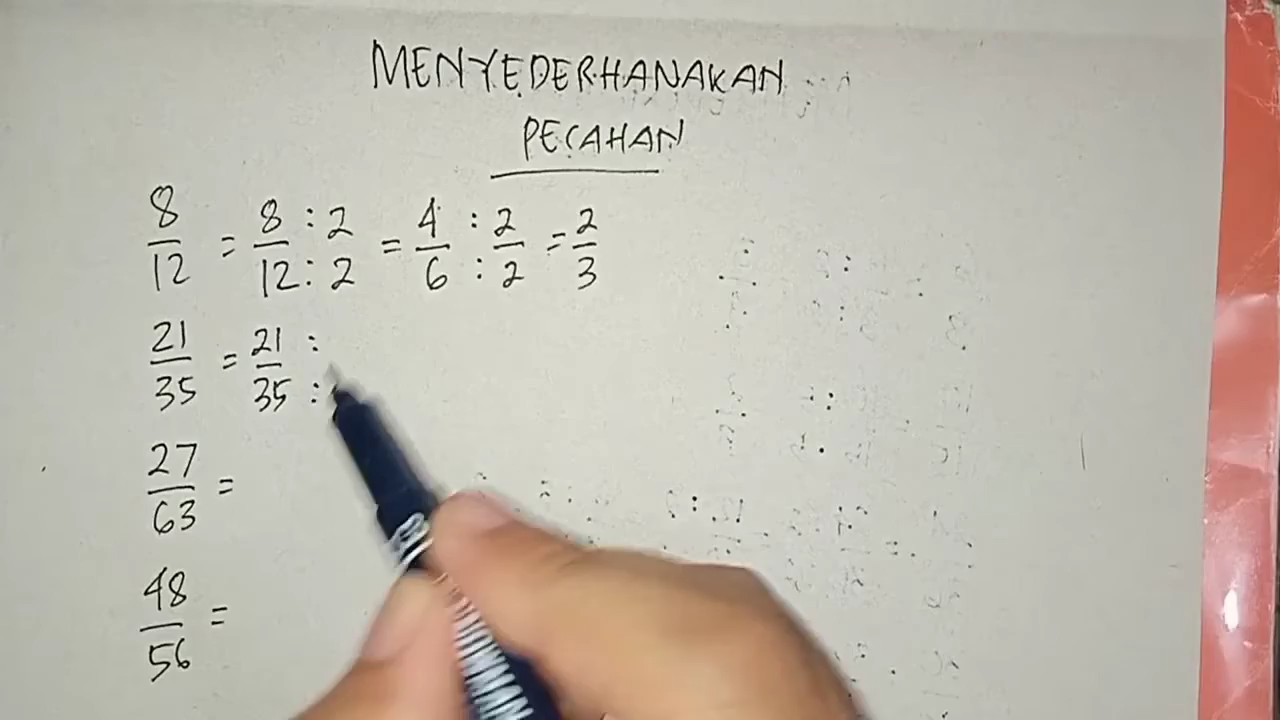 MENYEDERHANAKAN
PECAHAN
8/12 = 8 : 2 / 12 : 2 = 4 : 2 / 6 : 2 = 2/3
21/35 = 21 : / 35 :
27/63 =
48/56 =